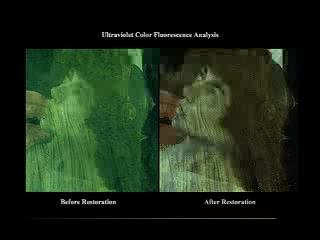 Ultraviolet Color Fluorescence Analysis
Before Restoration
After Restoration